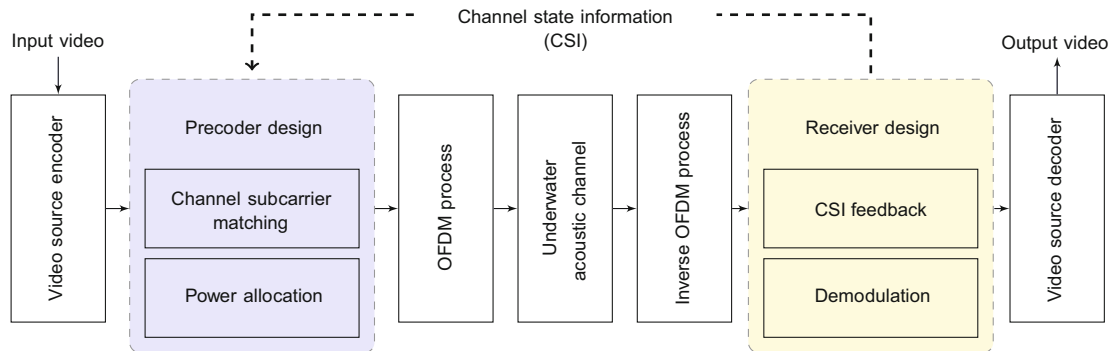 Channel state information
(CSI)
Input video
Output video
Video source encoder
Precoder design
Channel subcarrier
matching
Power allocation
OFDM process
Underwater
acoustic channel
Inverse OFDM process
Receiver design
CSI feedback
Demodulation
Video source decoder